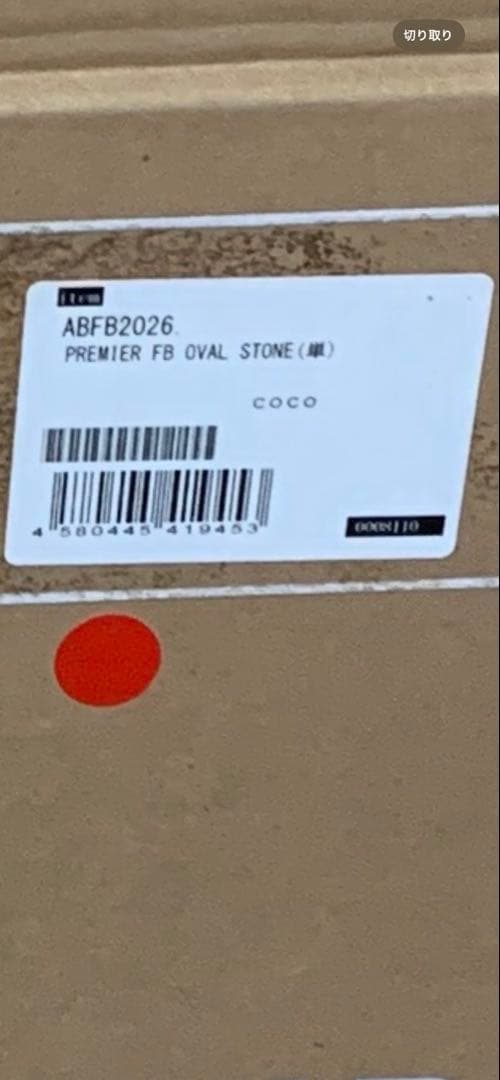 切り取り
Item
ABFB2026
PREMIER FB OVAL STONE(単)
COCO
4 580445 419453